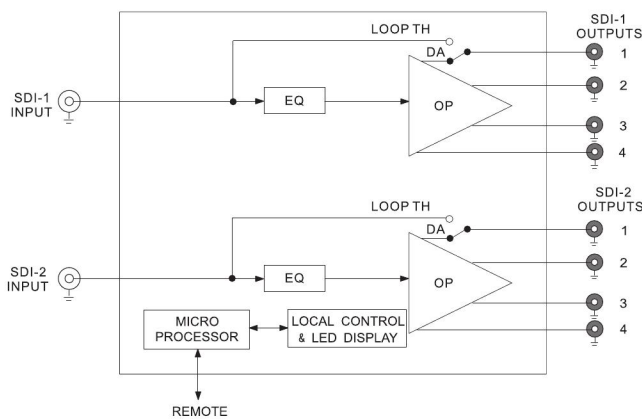 SDI-1
OUTPUTS
LOOP TH
DA
1
SDI-1
INPUT
EQ
OP
2
3
4
SDI-2
OUTPUTS
LOOP TH
DA
1
SDI-2
INPUT
EQ
OP
2
3
4
MICRO
PROCESSOR
LOCAL CONTROL
& LED DISPLAY
REMOTE